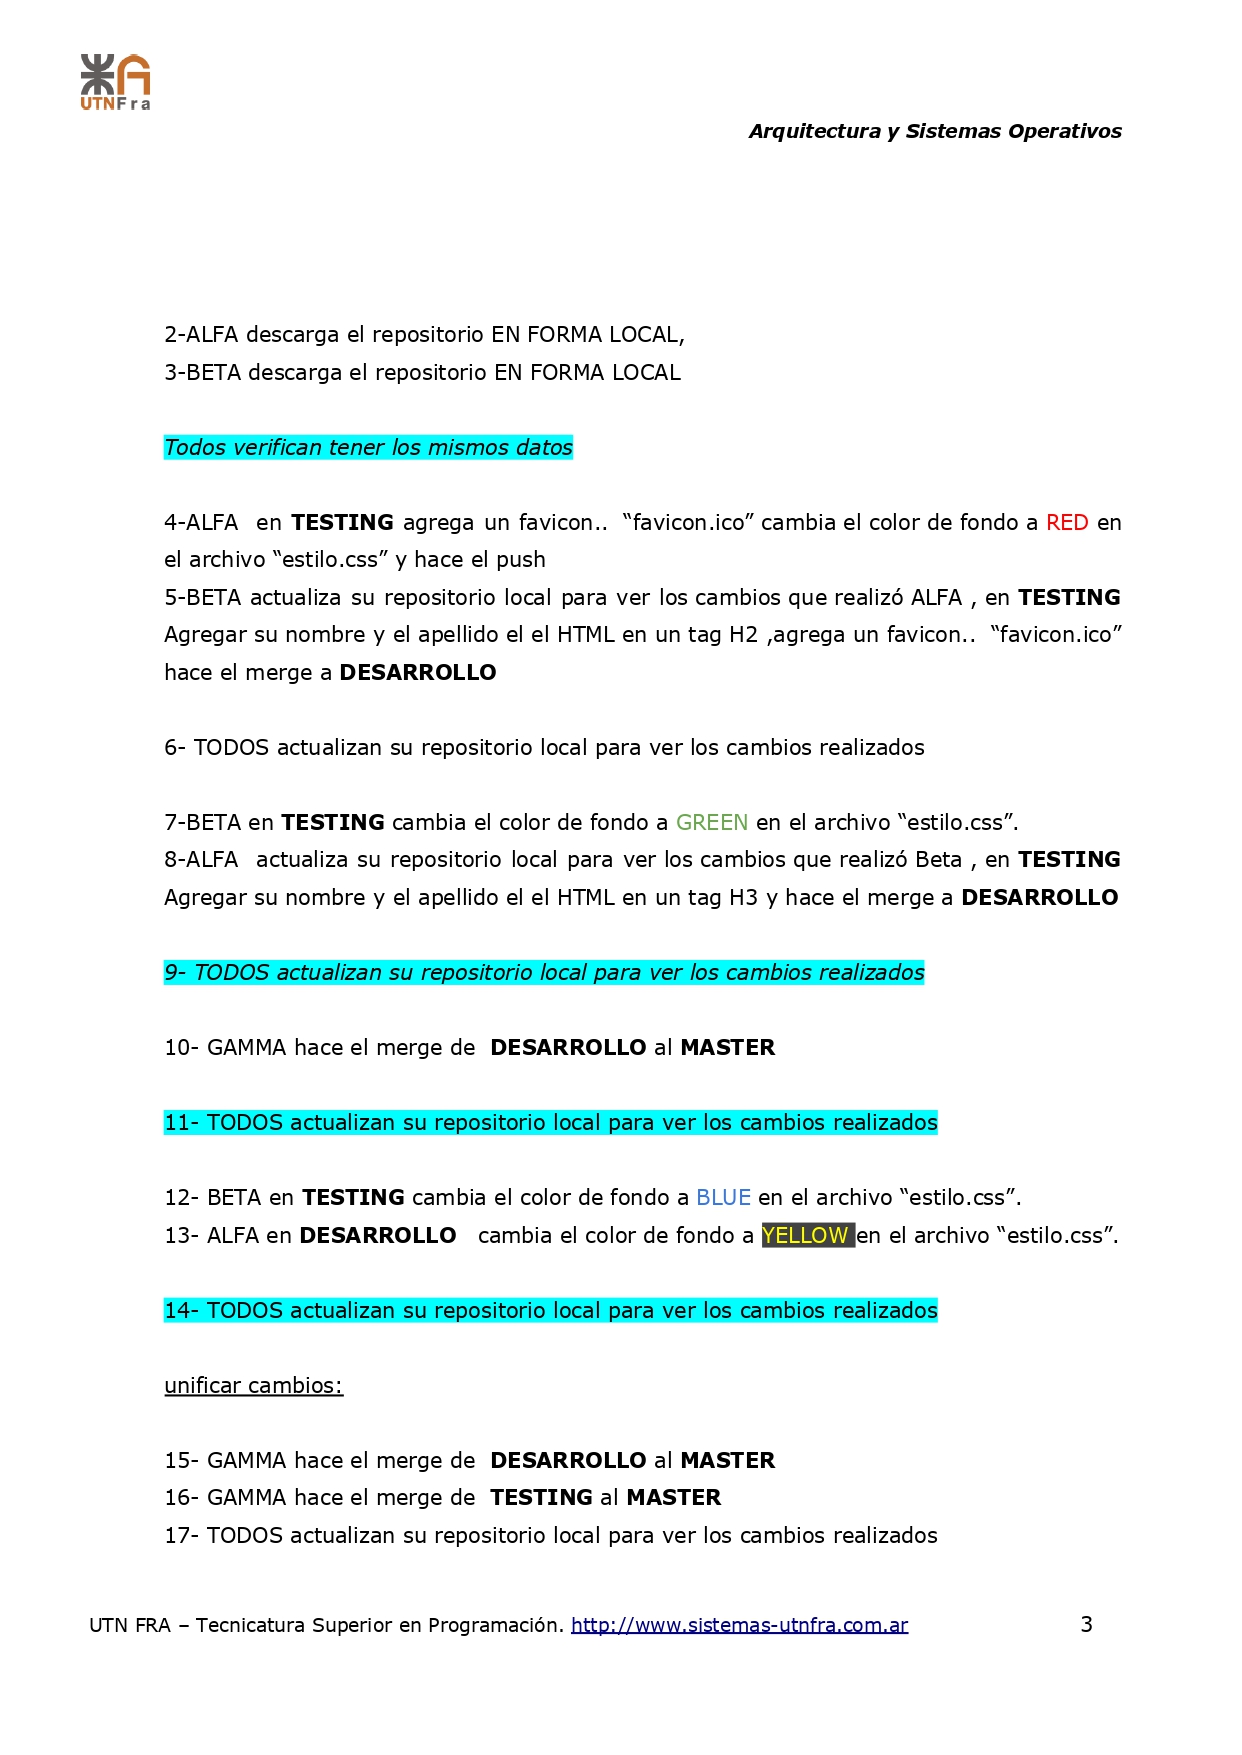 UTNFra
Arquitectura y Sistemas Operativos
2-ALFA descarga el repositorio EN FORMA LOCAL,
3-BETA descarga el repositorio EN FORMA LOCAL
Todos verifican tener los mismos datos
4-ALFA  en TESTING agrega un favicon..  “favicon.ico” cambia el color de fondo a RED en
el archivo “estilo.css” y hace el push
5-BETA actualiza su repositorio local para ver los cambios que realizó ALFA , en TESTING
Agregar su nombre y el apellido el el HTML en un tag H2 ,agrega un favicon..  “favicon.ico”
hace el merge a DESARROLLO
6- TODOS actualizan su repositorio local para ver los cambios realizados
7-BETA en TESTING cambia el color de fondo a GREEN en el archivo “estilo.css”.
8-ALFA  actualiza su repositorio local para ver los cambios que realizó Beta , en TESTING
Agregar su nombre y el apellido el el HTML en un tag H3 y hace el merge a DESARROLLO
9- TODOS actualizan su repositorio local para ver los cambios realizados
10- GAMMA hace el merge de  DESARROLLO al MASTER
11- TODOS actualizan su repositorio local para ver los cambios realizados
12- BETA en TESTING cambia el color de fondo a BLUE en el archivo “estilo.css”.
13- ALFA en DESARROLLO   cambia el color de fondo a YELLOW en el archivo “estilo.css”.
14- TODOS actualizan su repositorio local para ver los cambios realizados
unificar cambios:
15- GAMMA hace el merge de  DESARROLLO al MASTER
16- GAMMA hace el merge de  TESTING al MASTER
17- TODOS actualizan su repositorio local para ver los cambios realizados
UTN FRA – Tecnicatura Superior en Programación. http://www.sistemas-utnfra.com.ar 3